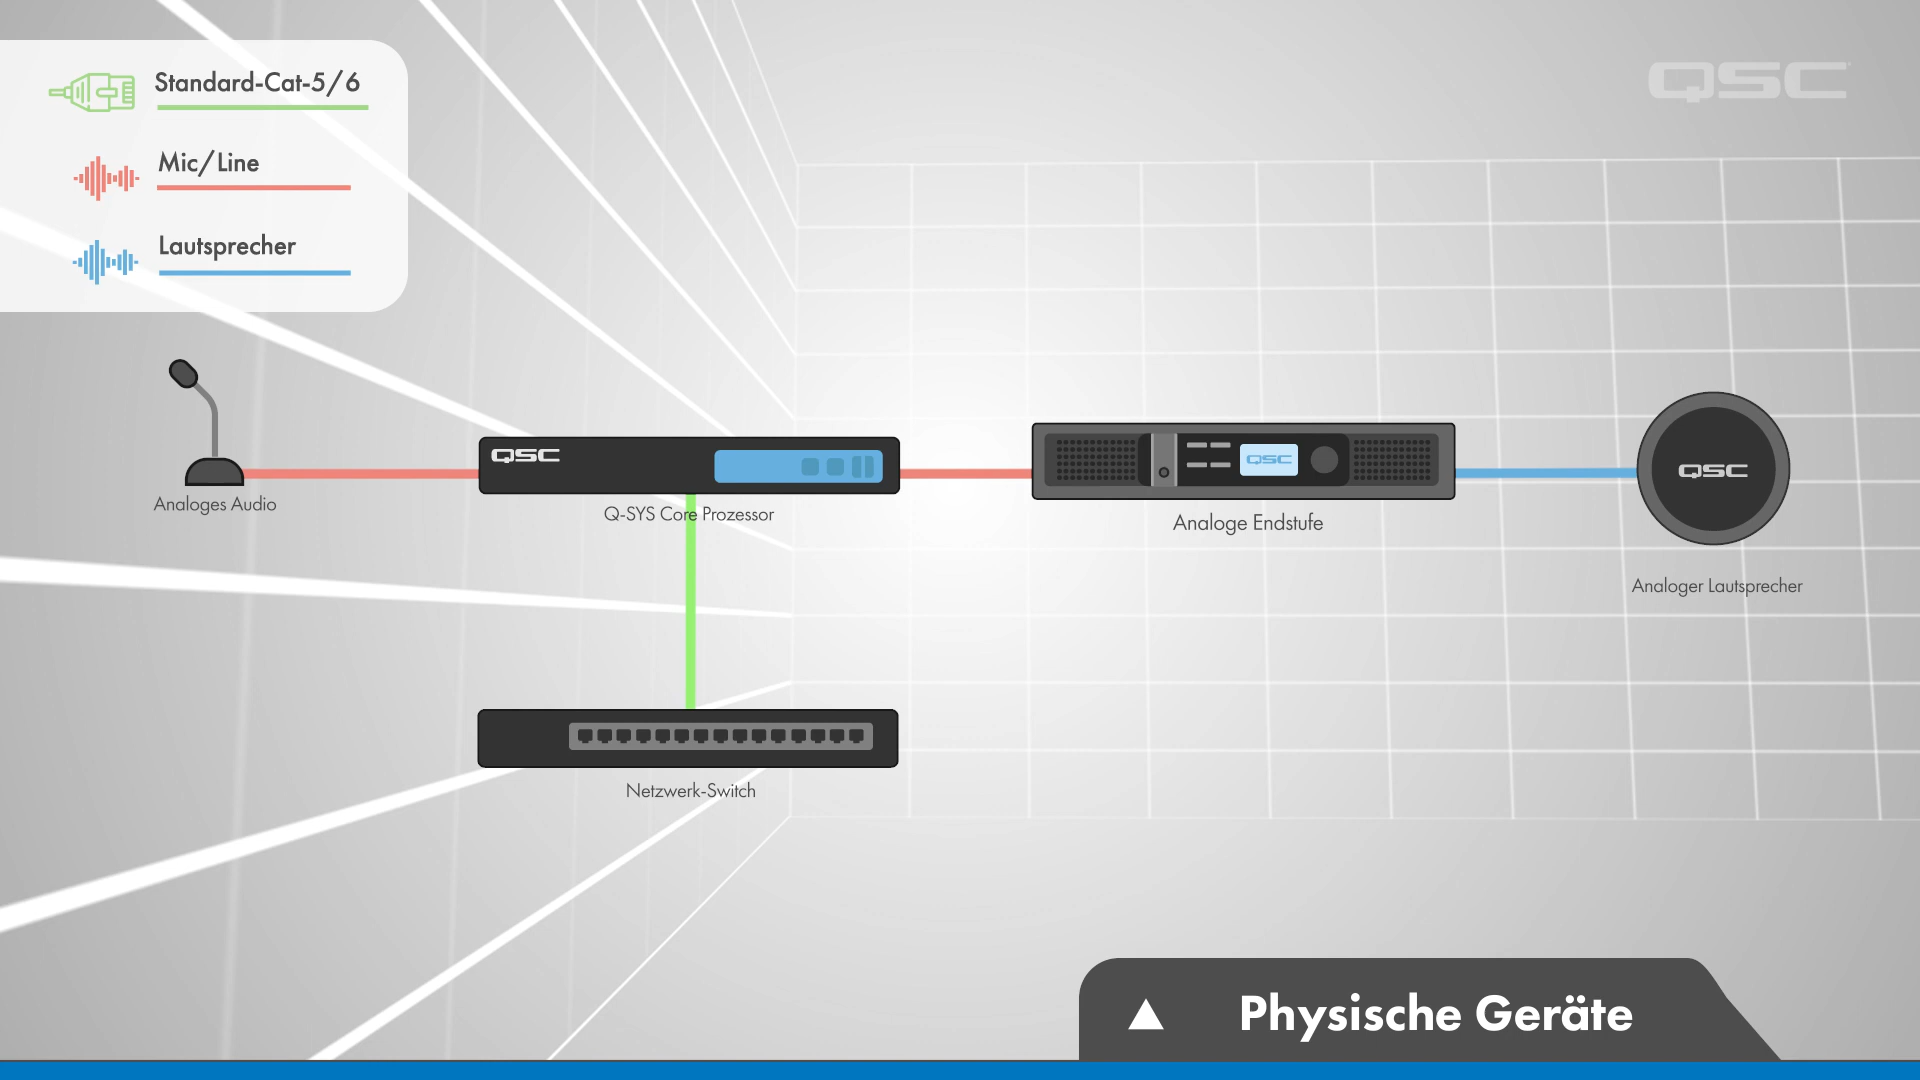 Standard-Cat-5/6
QSC
Mic/Line
Lautsprecher
QSC
QSC
QSC
Analoges Audio
Q-SYS Core Prozessor
Analoge Endstufe
Analoger Lautsprecher
Netzwerk-Switch
Physische Geräte